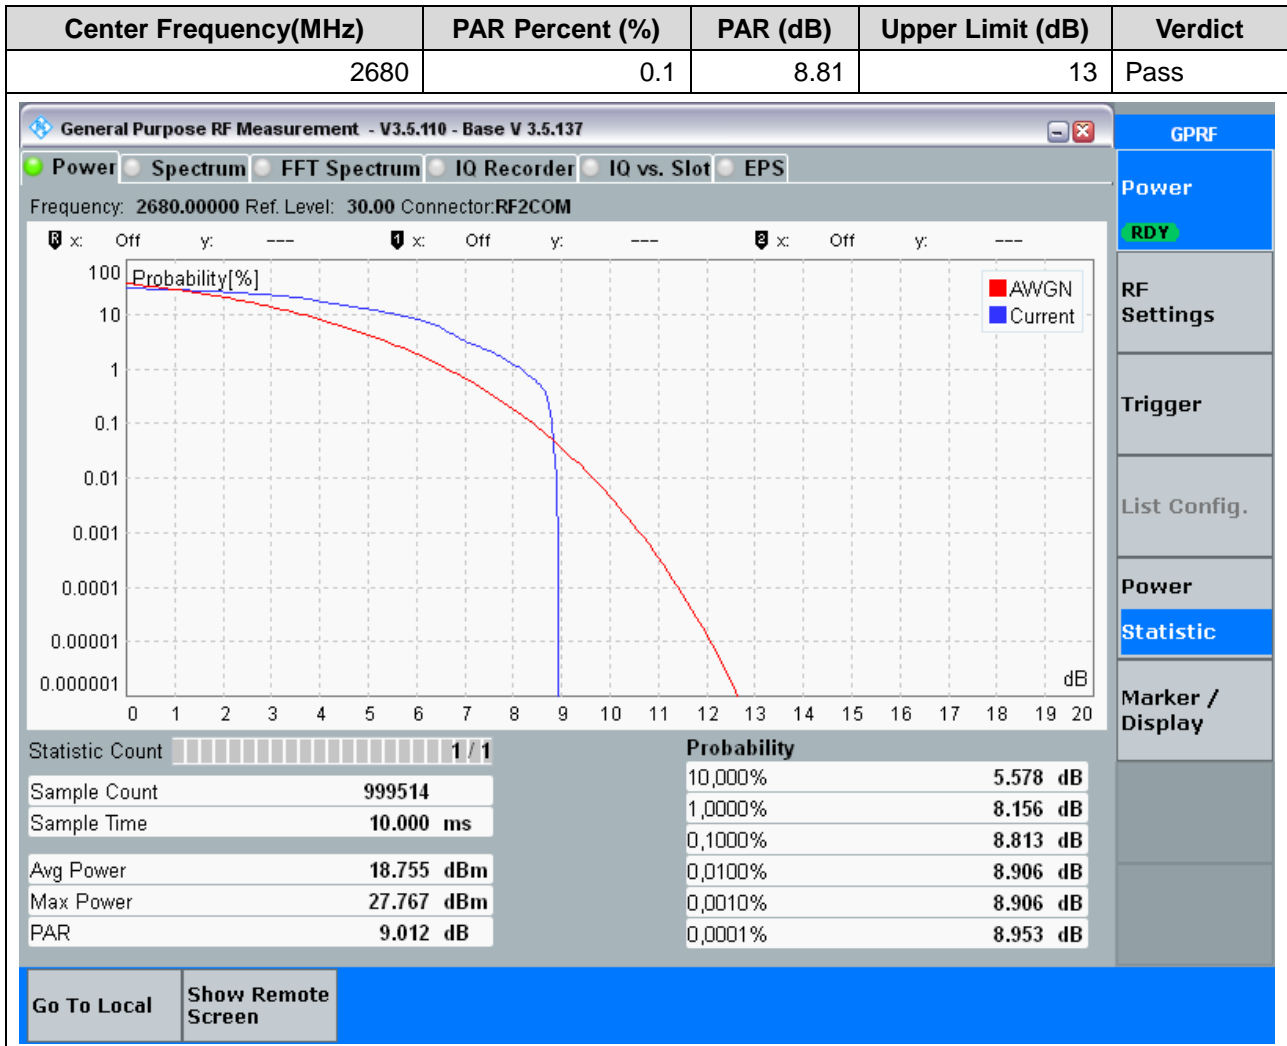 Center Frequency(MHz) PAR Percent (%) PAR (dB) Upper Limit (dB) Verdict
2680 0.1 8.81 13 Pass
General Purpose RF Measurement - V3.5.110 - Base V 3.5.137
GPRF
Power Spectrum FFT Spectrum IQ Recorder IQ vs. Slot EPS
Power
RDY
Frequency: 2680.00000 Ref. Level: 30.00 Connector:RF2COM
R x: Off y: --- 1 x: Off y: --- 2 x: Off y: ---
Probability[%]
AWGN
Current
100
10
1
0.1
0.01
0.001
0.0001
0.00001
0.000001
dB
0 1 2 3 4 5 6 7 8 9 10 11 12 13 14 15 16 17 18 19 20
RF
Settings
Trigger
List Config.
Power
Statistic
Marker /
Display
Statistic Count 1 / 1
Sample Count 999514
Sample Time 10.000 ms
Avg Power 18.755 dBm
Max Power 27.767 dBm
PAR 9.012 dB
Probability
10,000% 5.578 dB
1,0000% 8.156 dB
0,1000% 8.813 dB
0,0100% 8.906 dB
0,0010% 8.906 dB
0,0001% 8.953 dB
Go To Local
Show Remote
Screen